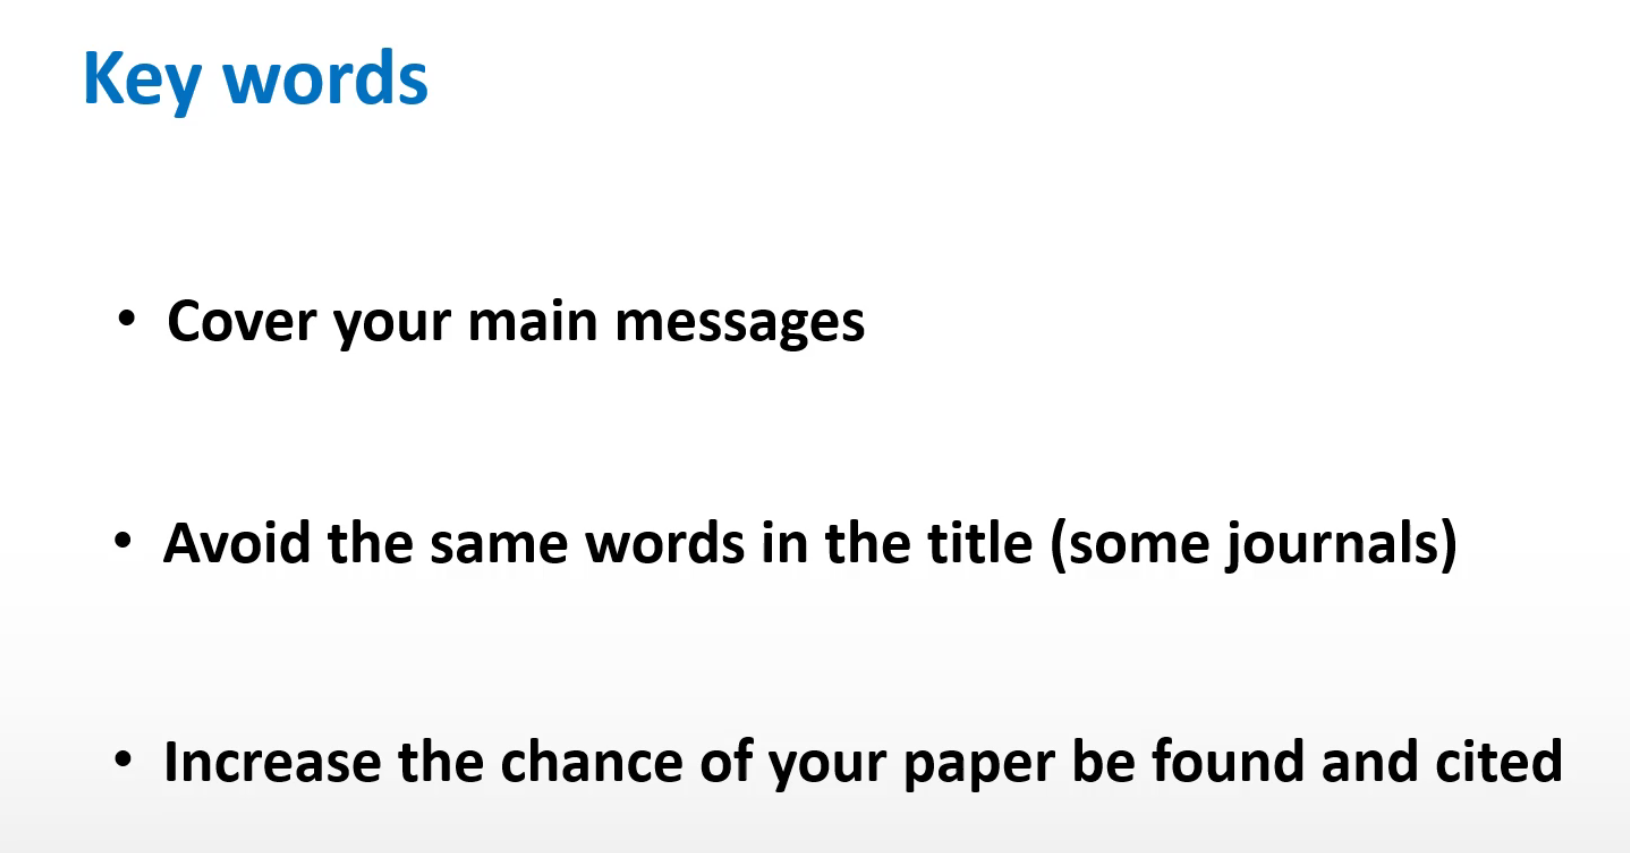 Key words
• Cover your main messages
• Avoid the same words in the title (some journals)
• Increase the chance of your paper be found and cited